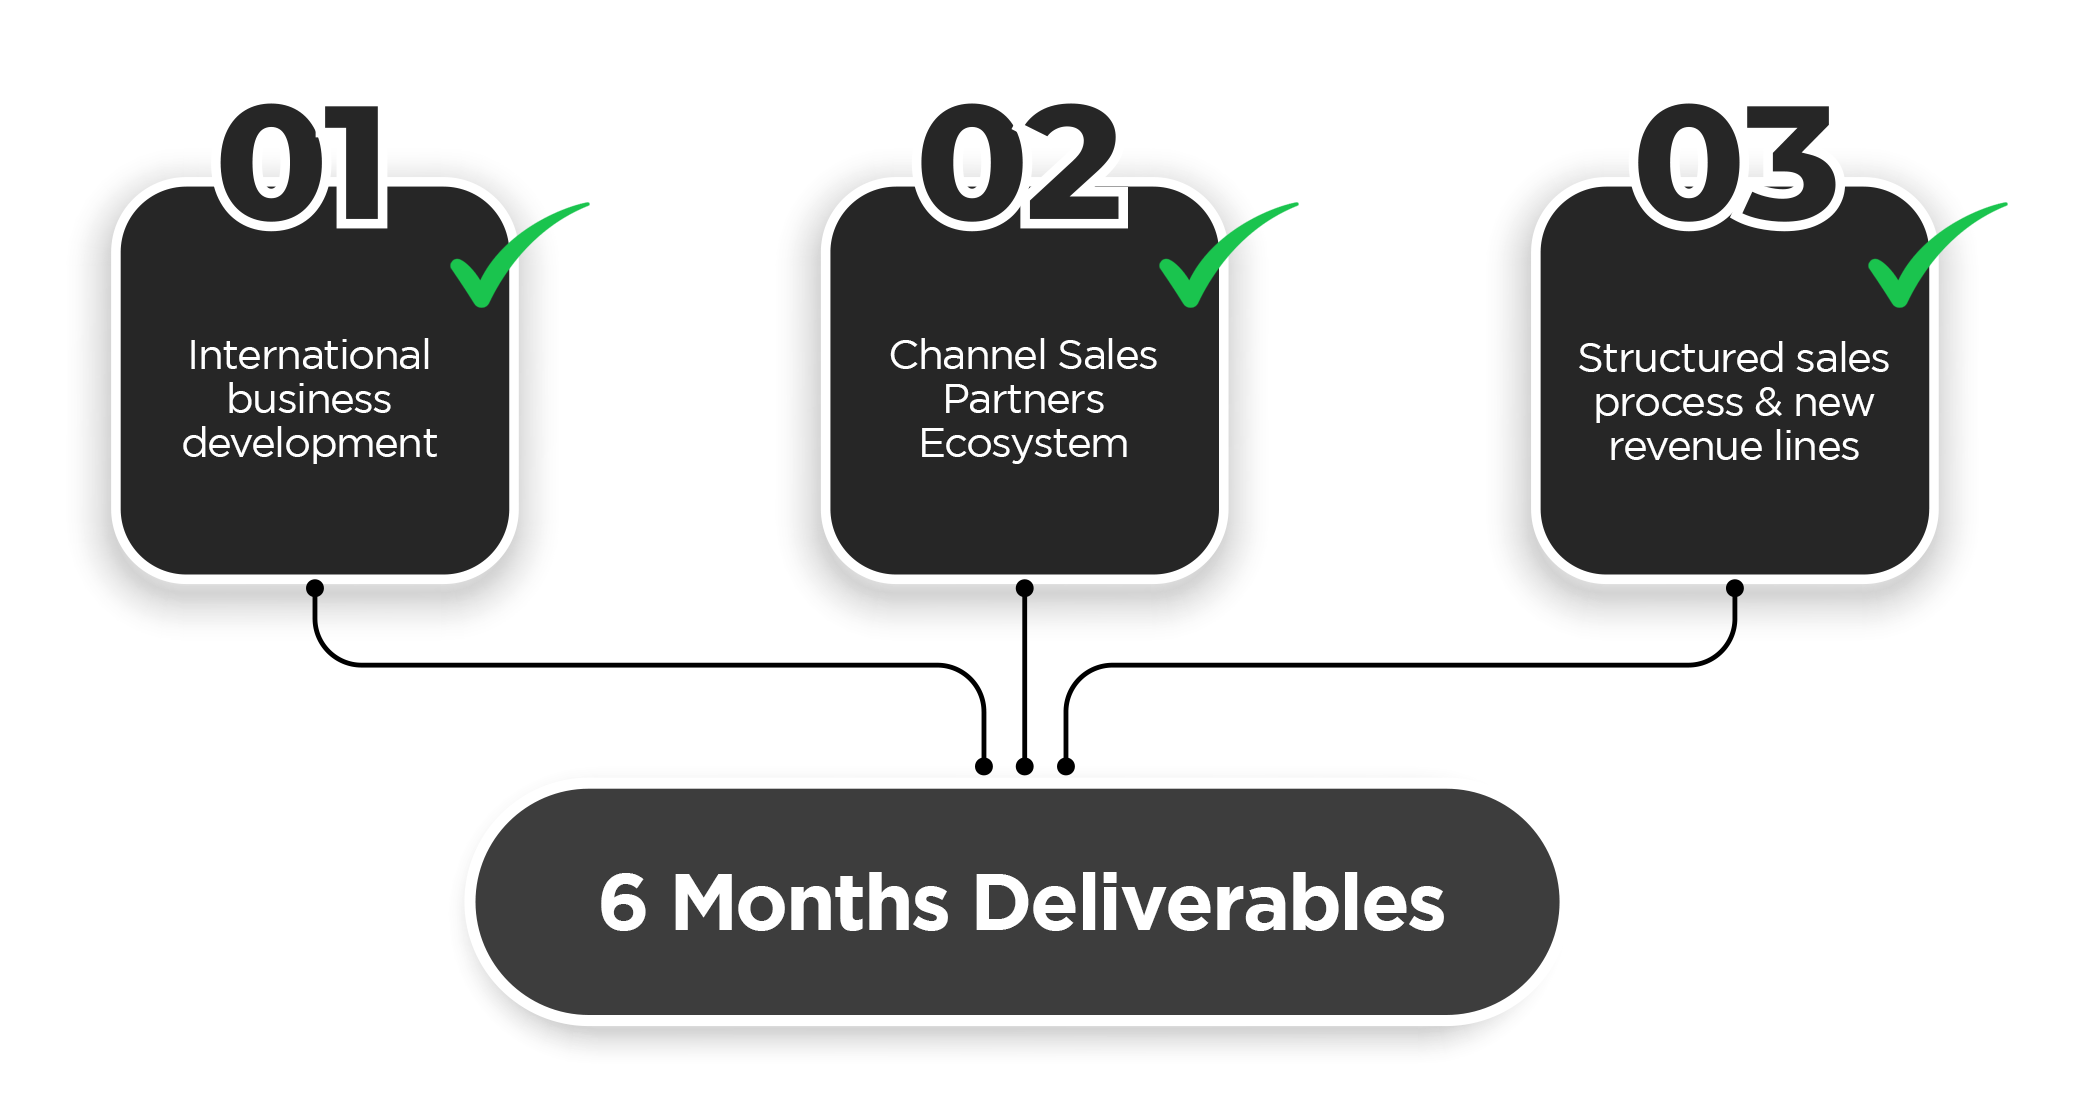 01
International
business
development
02
Channel Sales
Partners
Ecosystem
03
Structured sales
process & new
revenue lines
6 Months Deliverables